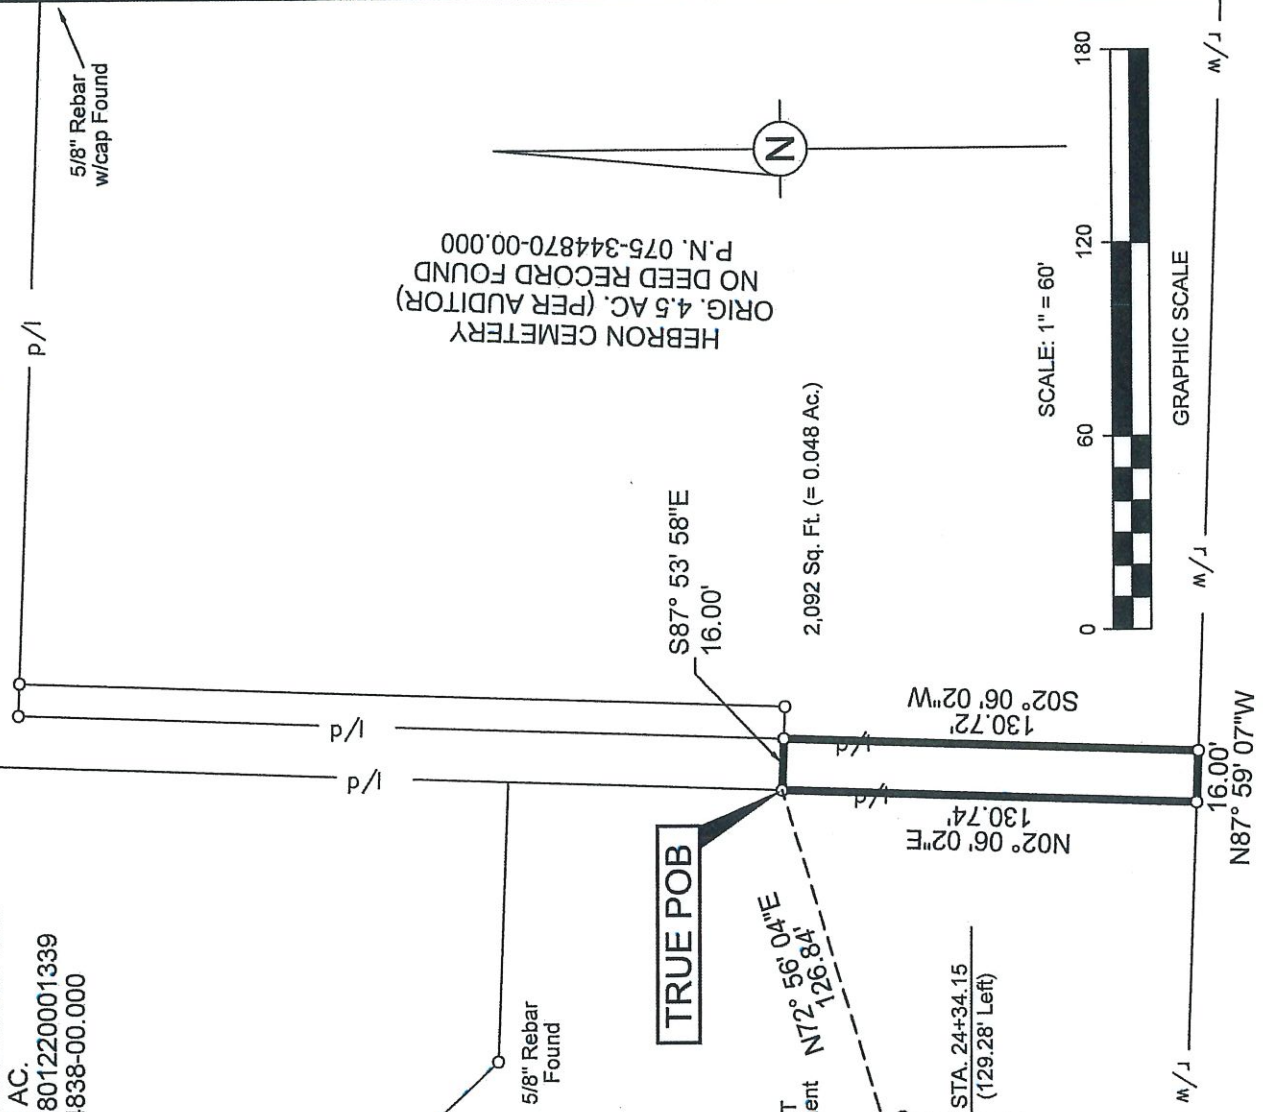 AC.
801220001339
838-00.000
5/8" Rebar
w/cap Found
p/l
HEBRON CEMETERY
ORIG. 4.5 AC. (PER AUDITOR)
NO DEED RECORD FOUND
P.N. 075-344870-00.000
N
180
120
60
0
SCALE: 1" = 60'
GRAPHIC SCALE
S87° 53' 58"E
16.00'
2,092 Sq. Ft. (= 0.048 Ac.)
p/l
p/l
p/l
p/l
S02° 06' 02"W
130.72'
N02° 06' 02"E
130.74'
16.00'
N87° 59' 07"W
TRUE POB
N72° 56' 04"E
126.84'
5/8" Rebar
Found
STA. 24+34.15
(129.28' Left)
r/w
r/w
r/w